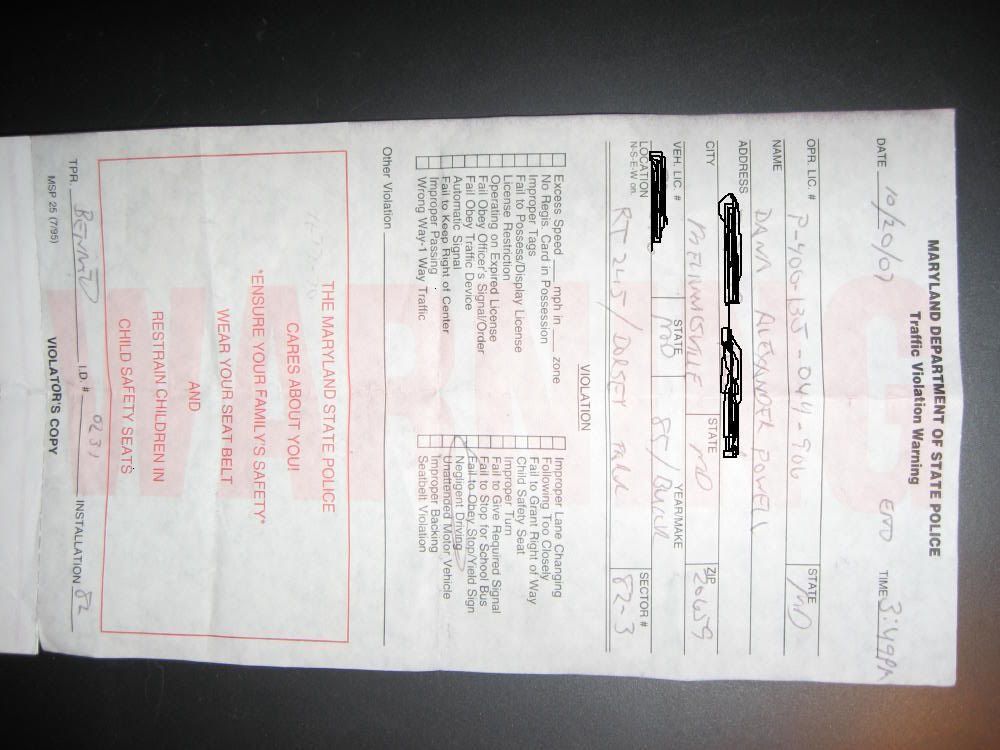 MARYLAND DEPARTMENT OF STATE POLICE
Traffic Violation Warning
WARNING
DATE 10/20/07 TIME 3:49PM
OPR. LIC. # P-400-135-044-906 STATE MD
NAME DANA ALEXANDER POWELL
ADDRESS
CITY STATE MD ZIP 20659
VEH. LIC. # STATE MD YEAR/MAKE 85/Buick
LOCATION SECTOR #
N-S-E-W on RT 245/DORSEY 82-3
VIOLATION
Excess Speed mph in zone
No Regis. Card in Possession
Improper Tags
Fail to Possess/Display License
License Restriction
Operating on Expired License
Fail Obey Officer's Signal/Order
Fail Obey Traffic Device
Automatic Signal
Fail to Keep Right of Center
Improper Passing
Wrong Way-1 Way Traffic
Improper Lane Changing
Following Too Closely
Fail to Grant Right of Way
Child Safety Seat
Improper Turn
Fail to Give Required Signal
Fail to Stop for School Bus
Fail to Obey Stop/Yield Sign
Negligent Driving
Unattended Motor Vehicle
Improper Backing
Seatbelt Violation
Other Violation
THE MARYLAND STATE POLICE
CARES ABOUT YOU!
*ENSURE YOUR FAMILY'S SAFETY*
WEAR YOUR SEAT BELT
AND
RESTRAIN CHILDREN IN
CHILD SAFETY SEATS
TPR. I.D. # 0231 INSTALLATION 82
MSP 25 (7/95) VIOLATOR'S COPY